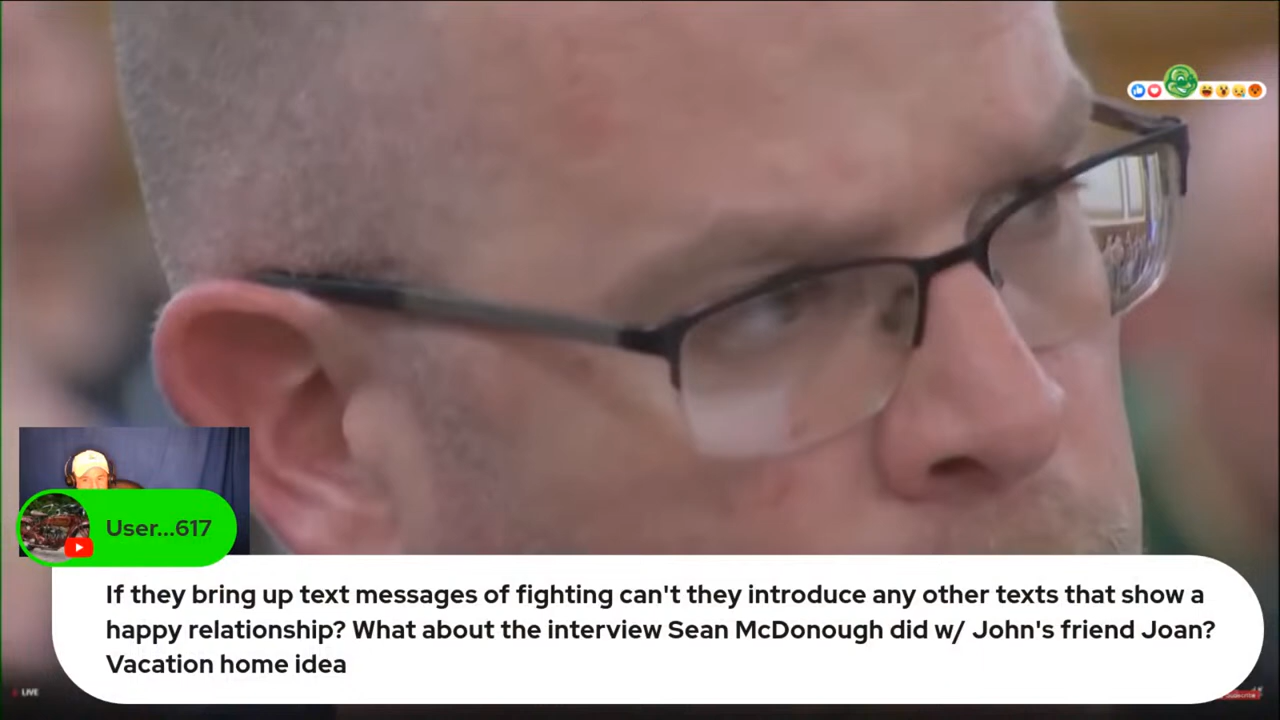 User...617
If they bring up text messages of fighting can't they introduce any other texts that show a
happy relationship? What about the interview Sean McDonough did w/ John's friend Joan?
Vacation home idea
LIVE